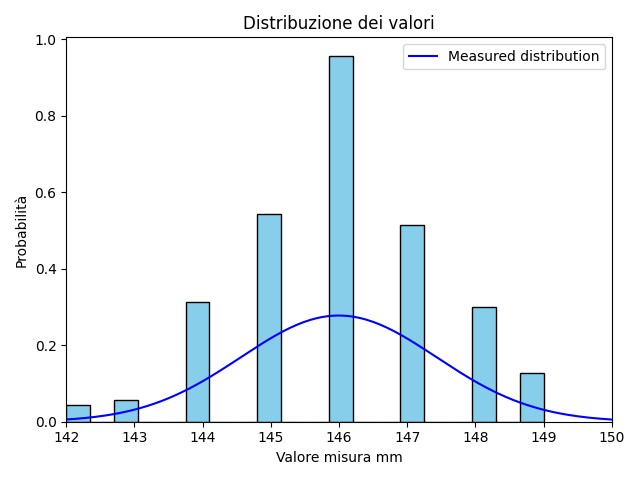 Distribuzione dei valori
Measured distribution
1.0
0.8
0.6
0.4
0.2
0.0
Probabilità
142 143 144 145 146 147 148 149 150
Valore misura mm